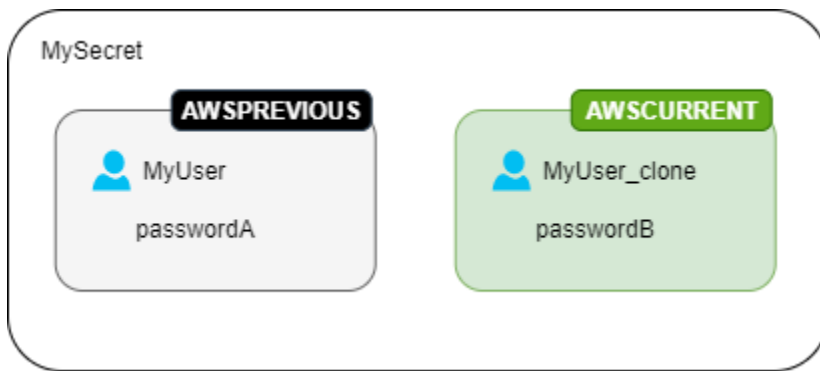 MySecret
AWSPREVIOUS
MyUser
passwordA
AWSCURRENT
MyUser_clone
passwordB